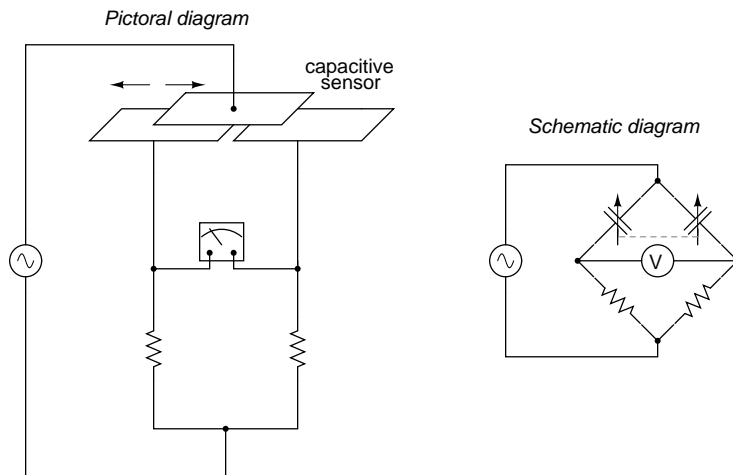 Pictoral diagram
capacitive
sensor
Schematic diagram
V